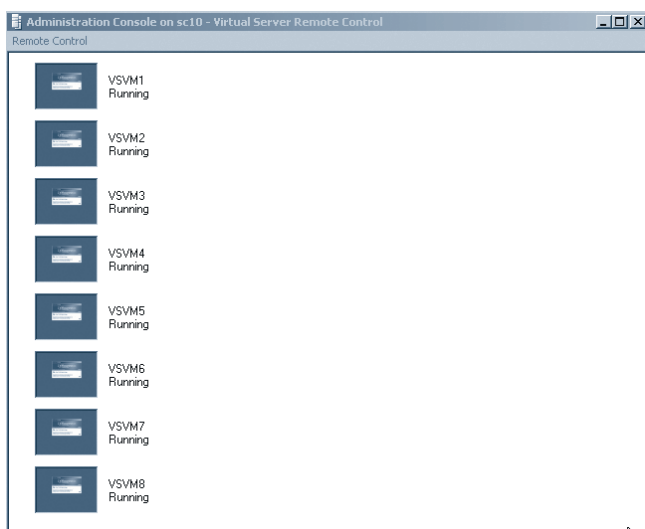 Administration Console on sc10 - Virtual Server Remote Control
Remote Control
VSVM1
Running
VSVM2
Running
VSVM3
Running
VSVM4
Running
VSVM5
Running
VSVM6
Running
VSVM7
Running
VSVM8
Running